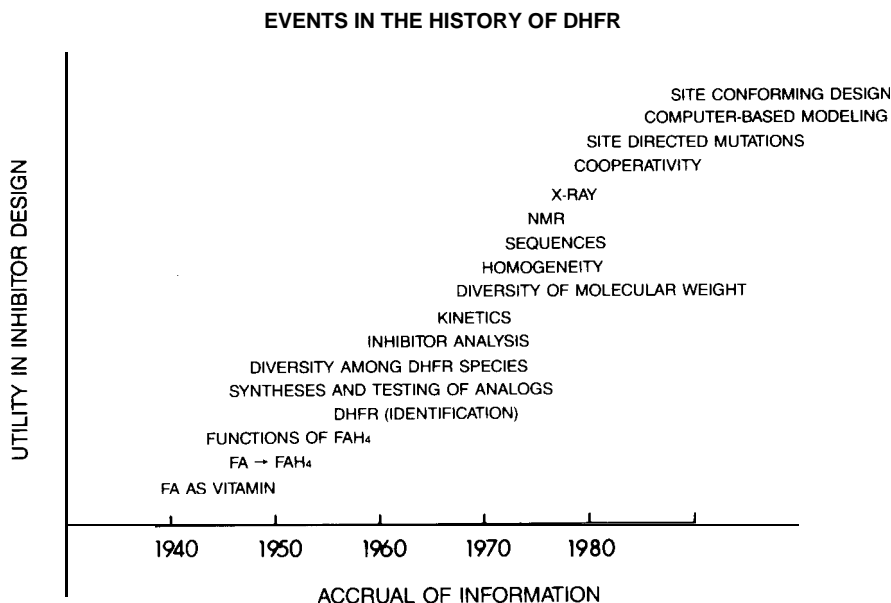 EVENTS IN THE HISTORY OF DHFR
UTILITY IN INHIBITOR DESIGN
SITE CONFORMING DESIGN
COMPUTER-BASED MODELING
SITE DIRECTED MUTATIONS
COOPERATIVITY
X-RAY
NMR
SEQUENCES
HOMOGENEITY
DIVERSITY OF MOLECULAR WEIGHT
KINETICS
INHIBITOR ANALYSIS
DIVERSITY AMONG DHFR SPECIES
SYNTHESES AND TESTING OF ANALOGS
DHFR (IDENTIFICATION)
FUNCTIONS OF FAH₄
FA → FAH₄
FA AS VITAMIN
1940 1950 1960 1970 1980
ACCRUAL OF INFORMATION